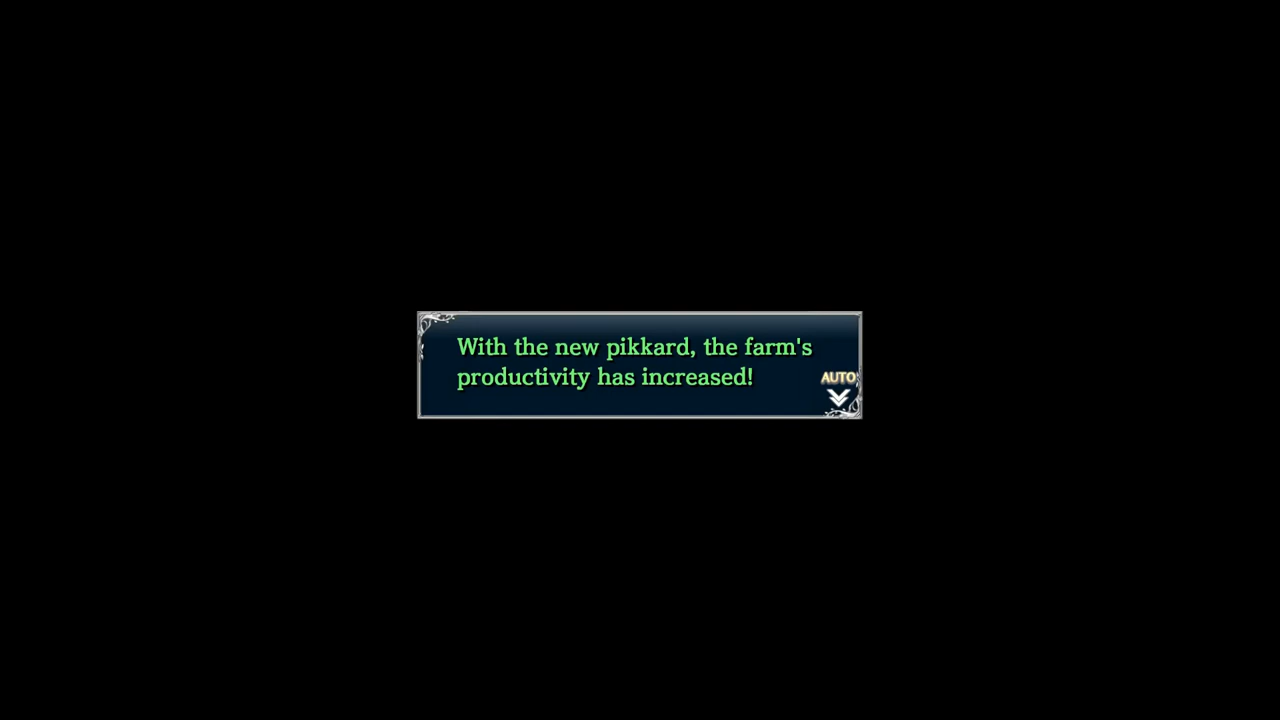 With the new pikkard, the farm's
productivity has increased!
AUTO